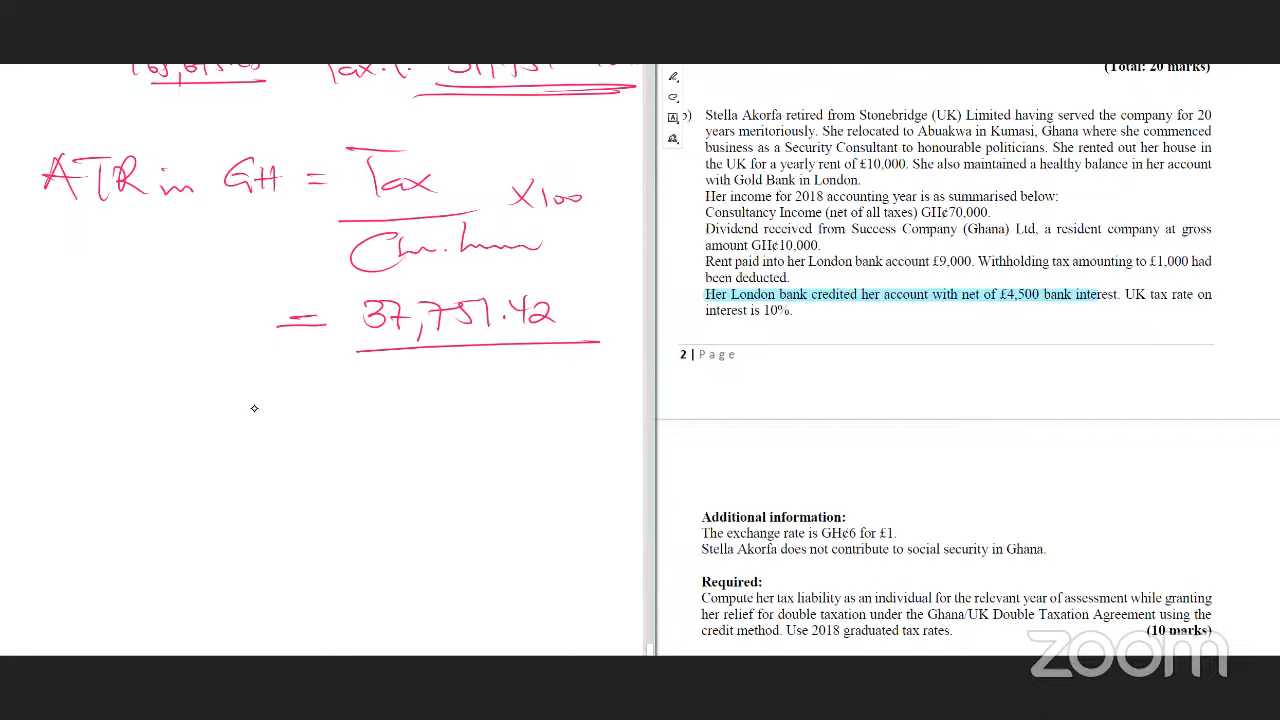 ATR in GH = Tax X 100
Ch. Inm
= 37,751.42
(Total: 20 marks)
b) Stella Akorfa retired from Stonebridge (UK) Limited having served the company for 20
years meritoriously. She relocated to Abuakwa in Kumasi, Ghana where she commenced
business as a Security Consultant to honourable politicians. She rented out her house in
the UK for a yearly rent of £10,000. She also maintained a healthy balance in her account
with Gold Bank in London.
Her income for 2018 accounting year is as summarised below:
Consultancy Income (net of all taxes) GH¢70,000.
Dividend received from Success Company (Ghana) Ltd, a resident company at gross
amount GH¢10,000.
Rent paid into her London bank account £9,000. Withholding tax amounting to £1,000 had
been deducted.
Her London bank credited her account with net of £4,500 bank interest. UK tax rate on
interest is 10%.
2 | Page
Additional information:
The exchange rate is GH¢6 for £1.
Stella Akorfa does not contribute to social security in Ghana.
Required:
Compute her tax liability as an individual for the relevant year of assessment while granting
her relief for double taxation under the Ghana/UK Double Taxation Agreement using the
credit method. Use 2018 graduated tax rates. (10 marks)
zoom